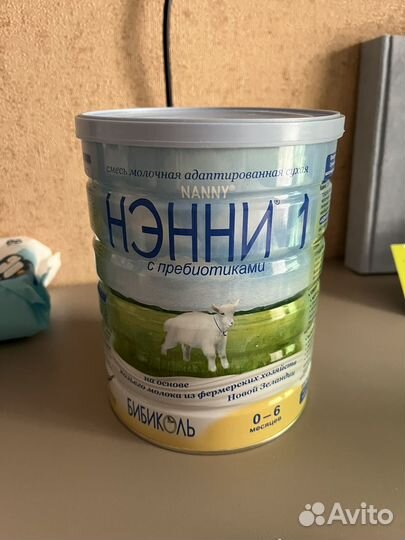 смесь молочная адаптированная сухая
NANNY®
НЭННИ® 1
с пребиотиками
на основе
козьего молока из фермерских хозяйств
Новой Зеландии
БИБИКОЛЬ
0–6
месяцев
Avito